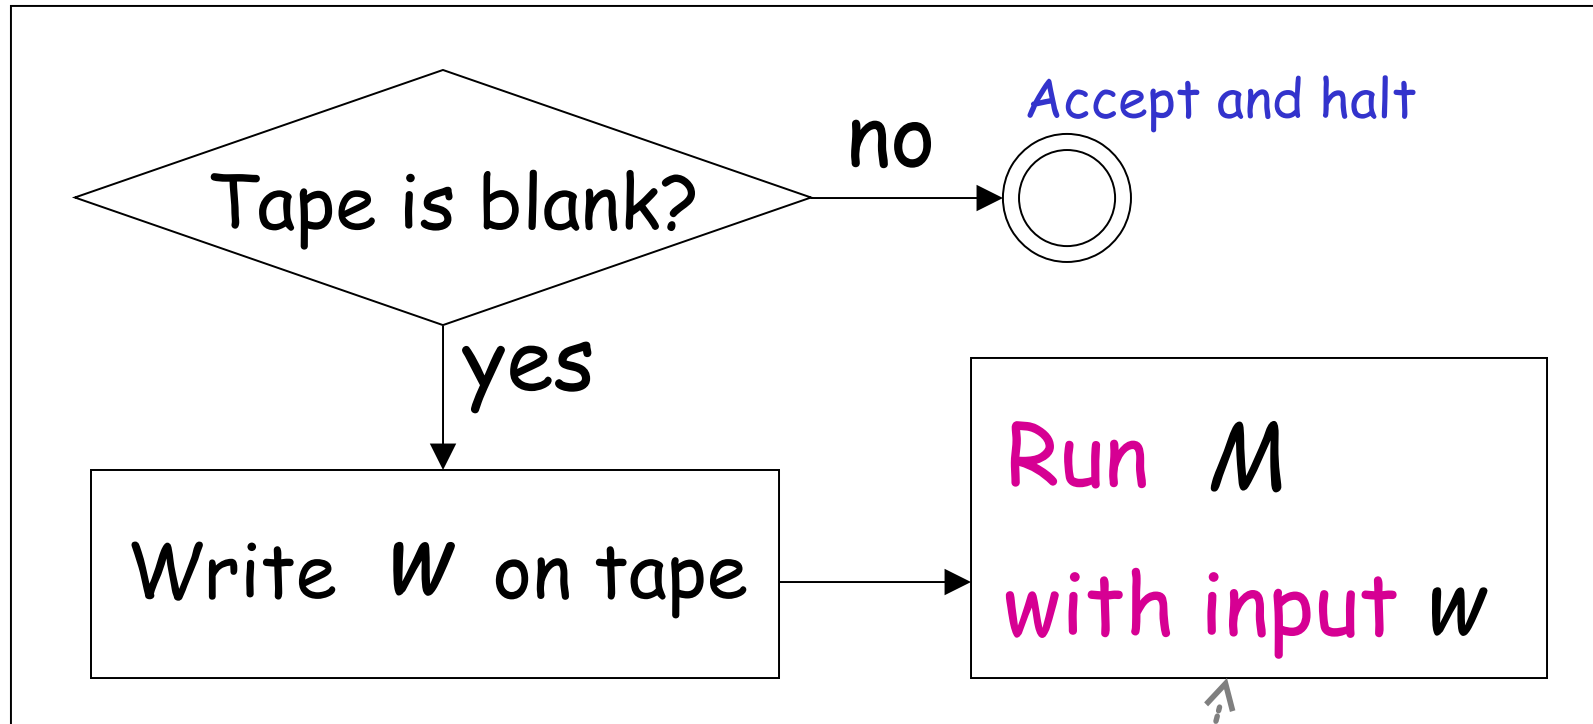 Accept and halt
no
Tape is blank?
yes
Run M
Write w on tape
with input w